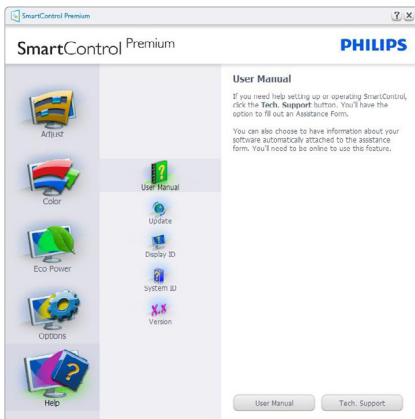 SmartControl Premium
SmartControl Premium
PHILIPS
Adjust
Color
Eco Power
Options
Help
User Manual
Update
Display ID
System ID
X.X
Version
User Manual
If you need help setting up or operating SmartControl,
click the Tech. Support button. You'll have the
option to fill out an Assistance Form.
You can also choose to have information about your
software automatically attached to the assistance
form. You'll need to be online to use this feature.
User Manual
Tech. Support